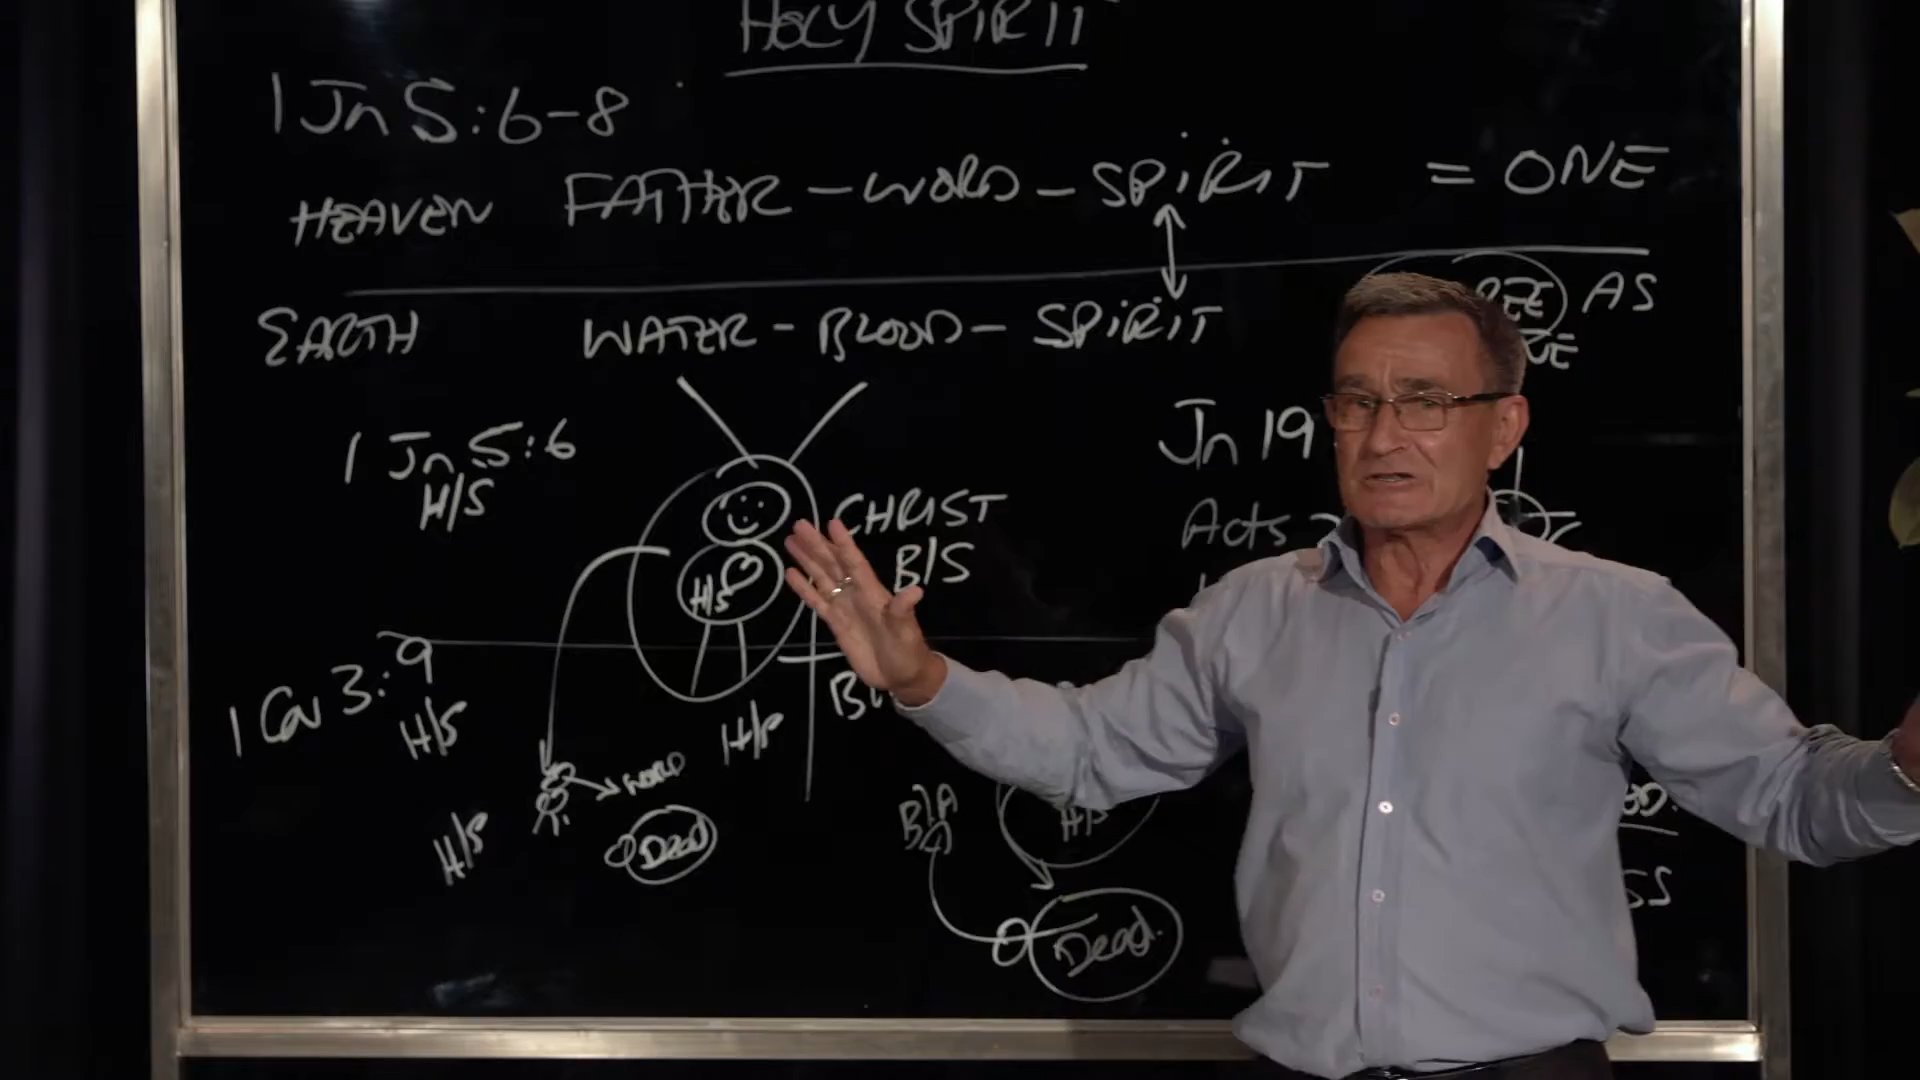 HOLY SPIRIT
1 Jn 5:6-8
HEAVEN FATHER - WORD - SPIRIT = ONE
EARTH WATER - BLOOD - SPIRIT AS
1 Jn 5:6
H/S
Jn 19
Acts
CHRIST
B/S
H/S
1 Cor 3:9
H/S
H/S
WORD
H/S
Dead
B/A
H/S
Dead.